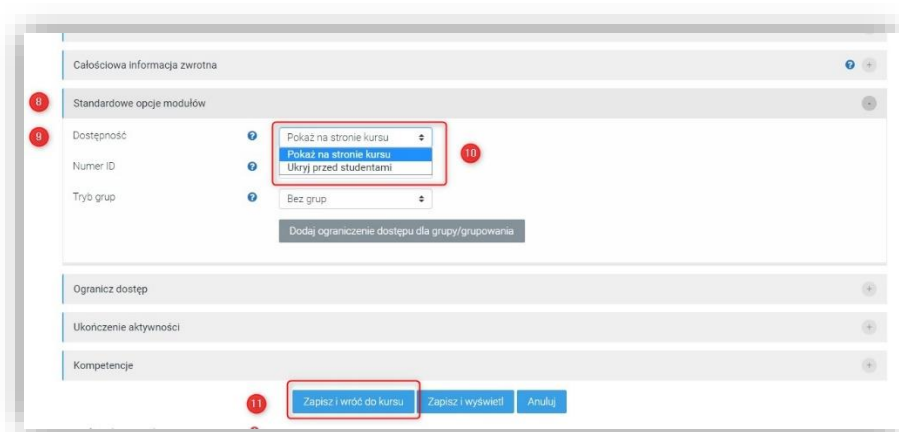 Całościowa informacja zwrotna
8 Standardowe opcje modułów
9 Dostępność Pokaż na stronie kursu
Pokaż na stronie kursu
10
Numer ID Ukryj przed studentami
Tryb grup Bez grup
Dodaj ograniczenie dostępu dla grupy/grupowania
Ogranicz dostęp
Ukończenie aktywności
Kompetencje
11 Zapisz i wróć do kursu Zapisz i wyświetl Anuluj